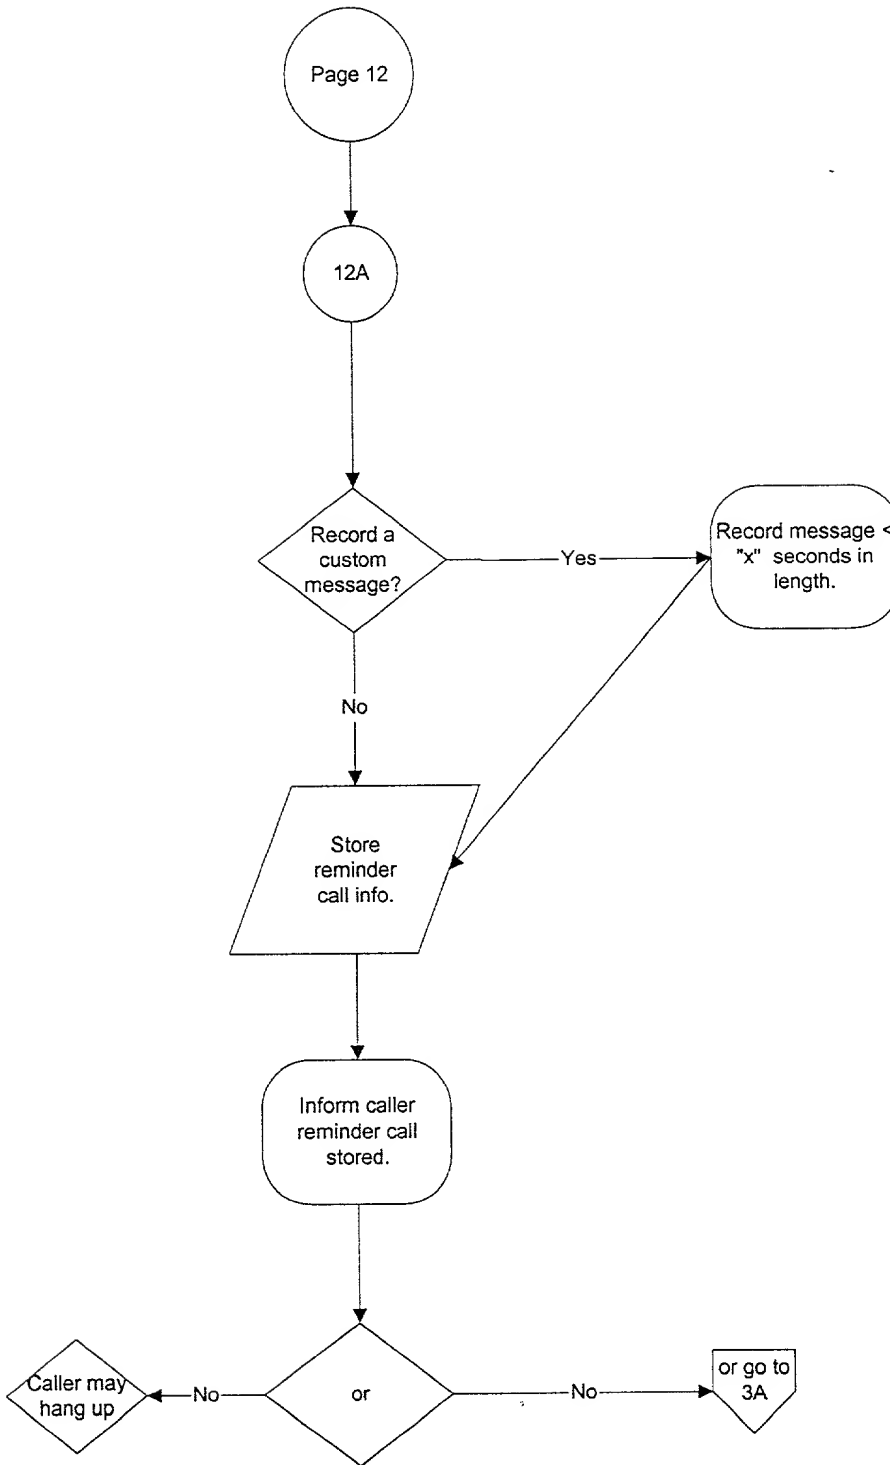 Page 12
12A
Record a
custom
message?
Yes
Record message <
"x" seconds in
length.
No
Store
reminder
call info.
Inform caller
reminder call
stored.
Caller may
hang up
No
or
No
or go to
3A